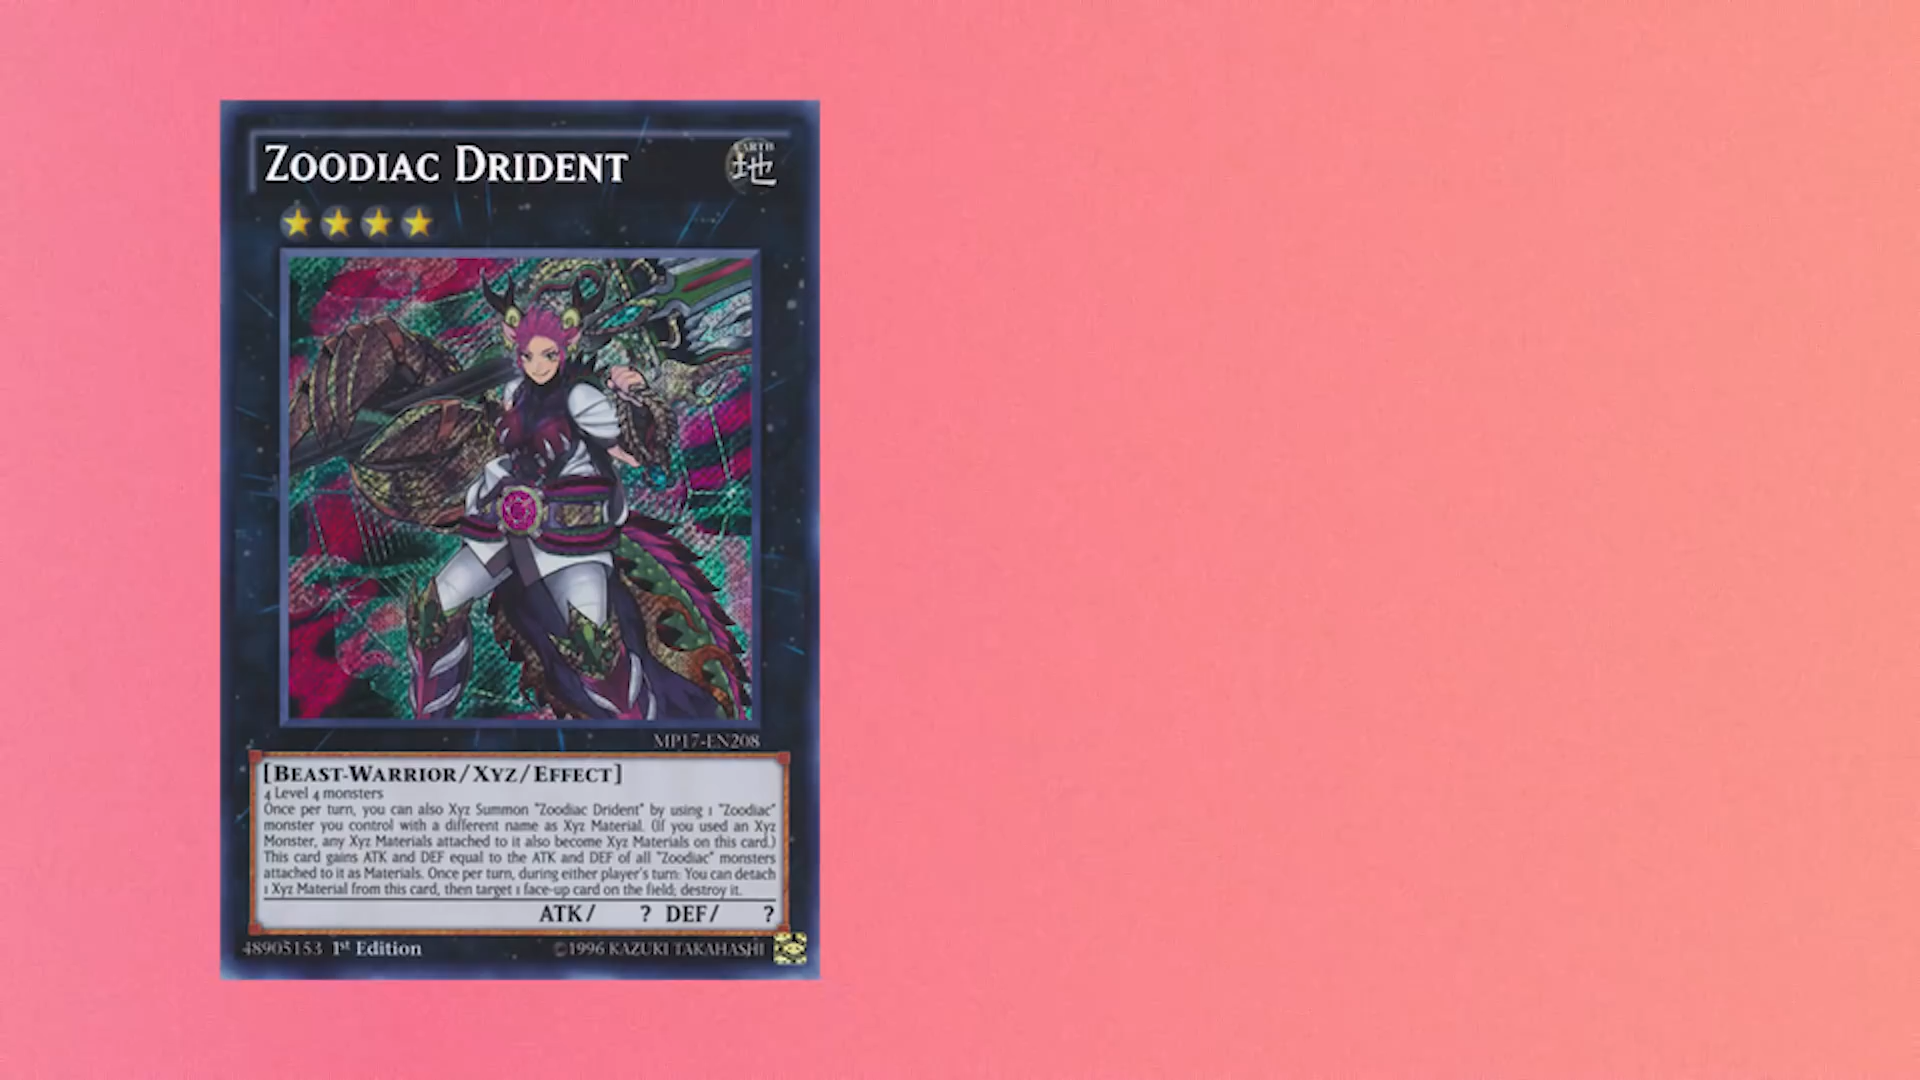 ZOODIAC DRIDENT
EARTH
地
MP17-EN208
[BEAST-WARRIOR/XYZ/EFFECT]
4 Level 4 monsters
Once per turn, you can also Xyz Summon "Zoodiac Drident" by using 1 "Zoodiac"
monster you control with a different name as Xyz Material. (If you used an Xyz
Monster, any Xyz Materials attached to it also become Xyz Materials on this card.)
This card gains ATK and DEF equal to the ATK and DEF of all "Zoodiac" monsters
attached to it as Materials. Once per turn, during either player's turn: You can detach
1 Xyz Material from this card, then target 1 face-up card on the field; destroy it.
ATK/ ? DEF/ ?
48905153 1st Edition ©1996 KAZUKI TAKAHASHI